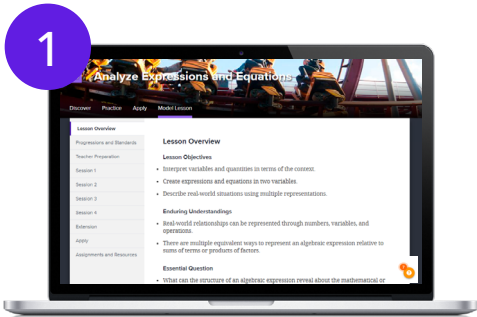 1
Analyze Expressions and Equations
Discover Practice Apply Model Lesson
Lesson Overview
Progressions and Standards
Teacher Preparation
Session 1
Session 2
Session 3
Session 4
Extension
Apply
Assignments and Resources
Lesson Overview
Lesson Objectives
• Interpret variables and quantities in terms of the context.
• Create expressions and equations in two variables.
• Describe real-world situations using multiple representations.
Enduring Understandings
• Real-world relationships can be represented through numbers, variables, and
operations.
• There are multiple equivalent ways to represent an algebraic expression relative to
sums of terms or products of factors
Essential Question
• What can the structure of an algebraic expression reveal about the mathematical or